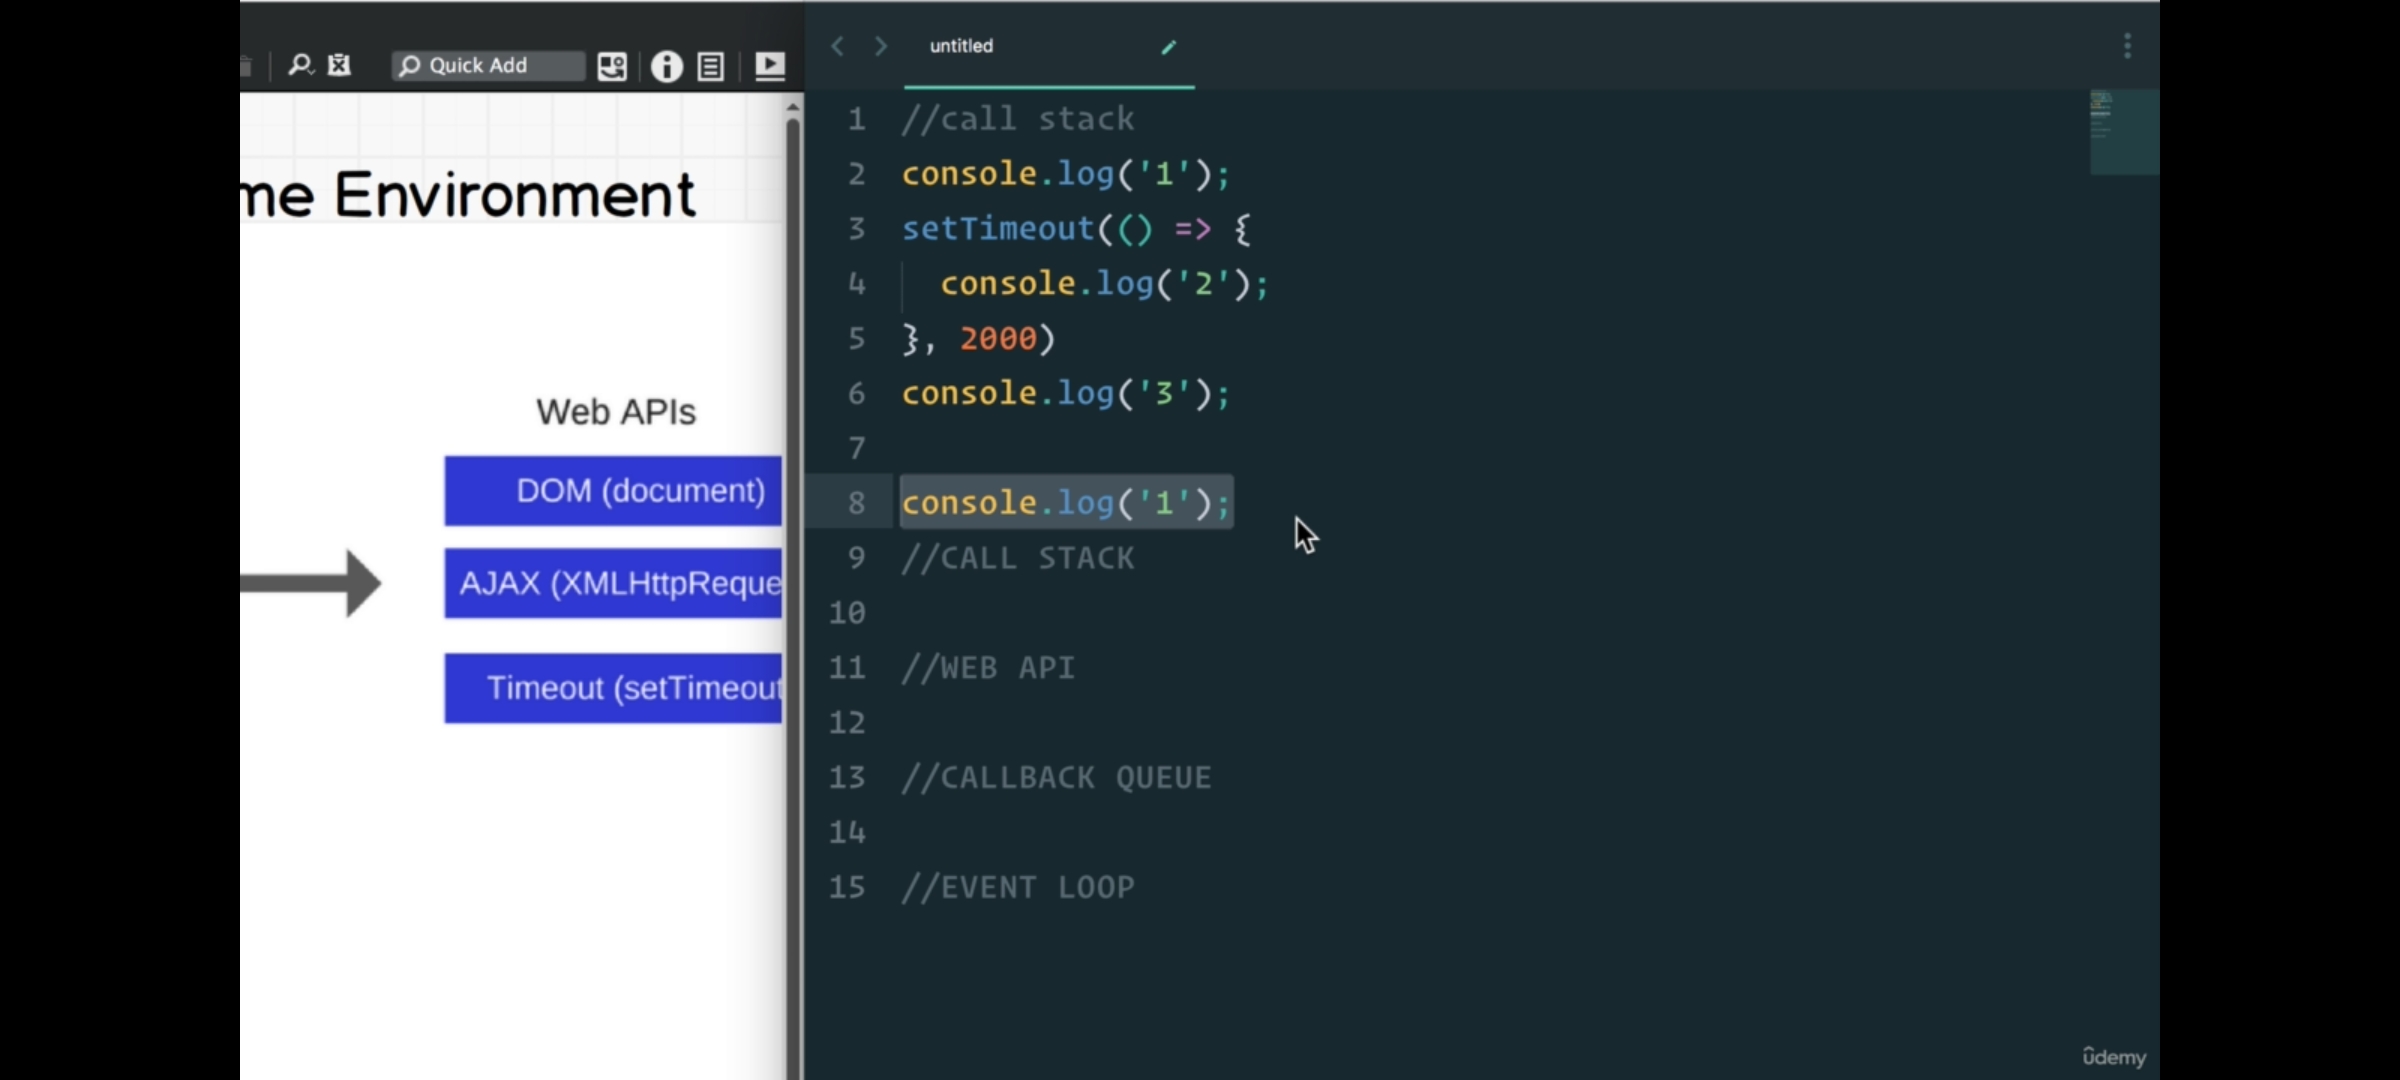 Quick Add
me Environment
Web APIs
DOM (document)
AJAX (XMLHttpReque
Timeout (setTimeout
untitled
1 //call stack
2 console.log('1');
3 setTimeout(() => {
4 console.log('2');
5 }, 2000)
6 console.log('3');
7
8 console.log('1');
9 //CALL STACK
10
11 //WEB API
12
13 //CALLBACK QUEUE
14
15 //EVENT LOOP
ûdemy